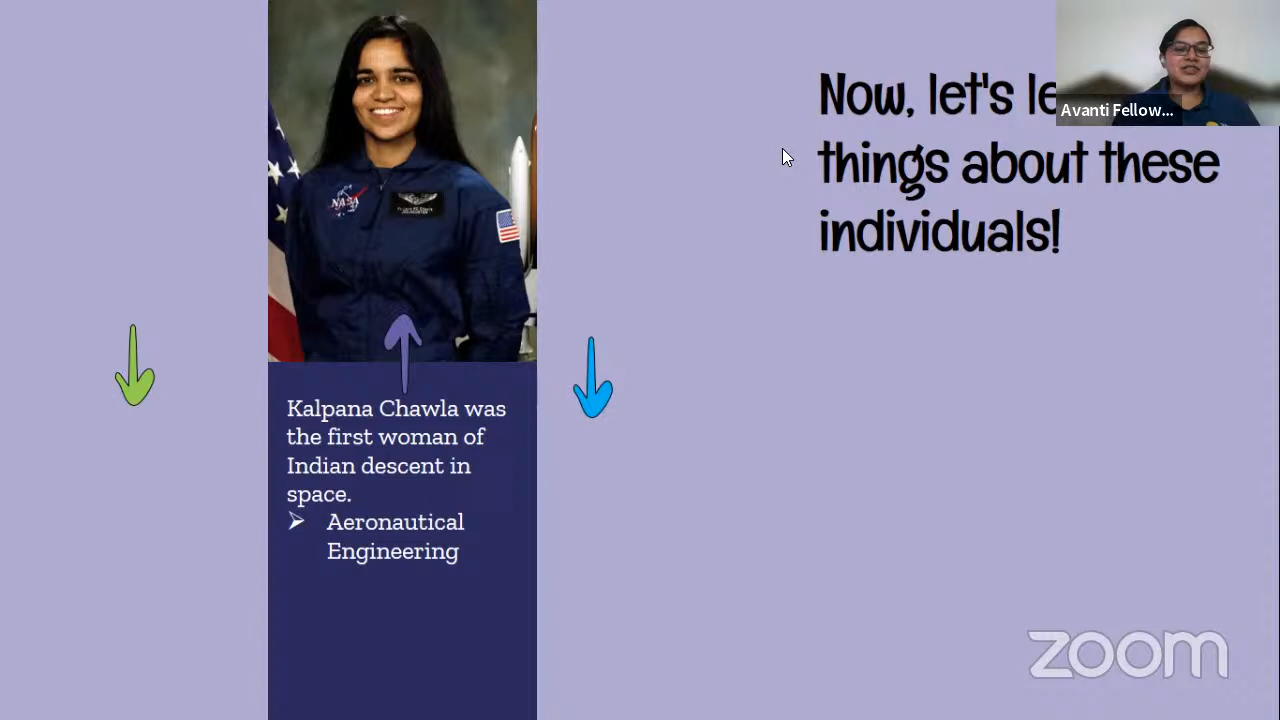 Now, let's le
things about these
individuals!
Avanti Fellow...
NASA
Kalpana Chawla was
the first woman of
Indian descent in
space.
➢ Aeronautical
Engineering
zoom